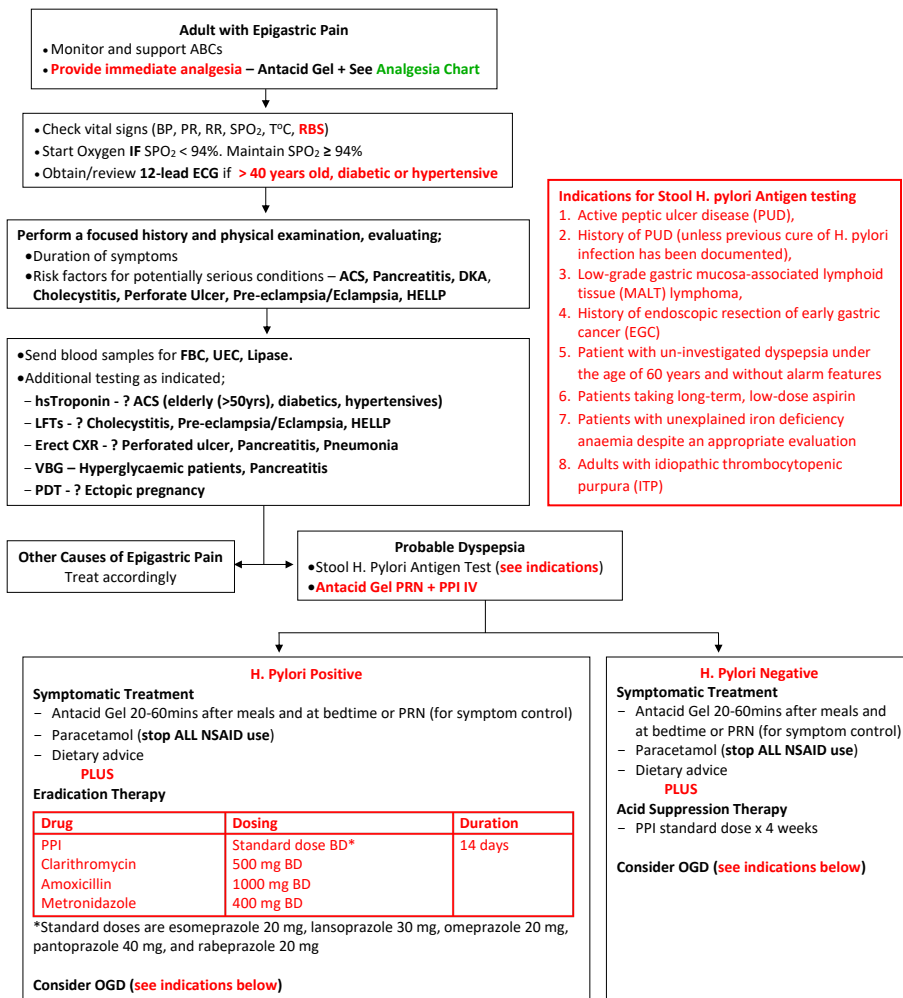 Adult with Epigastric Pain
•Monitor and support ABCs
•Provide immediate analgesia – Antacid Gel + See Analgesia Chart
•Check vital signs (BP, PR, RR, SPO₂, TºC, RBS)
•Start Oxygen IF SPO₂ < 94%. Maintain SPO₂ ≥ 94%
•Obtain/review 12-lead ECG if > 40 years old, diabetic or hypertensive
Perform a focused history and physical examination, evaluating;
•Duration of symptoms
•Risk factors for potentially serious conditions – ACS, Pancreatitis, DKA,
Cholecystitis, Perforate Ulcer, Pre-eclampsia/Eclampsia, HELLP
•Send blood samples for FBC, UEC, Lipase.
•Additional testing as indicated;
– hsTroponin - ? ACS (elderly (>50yrs), diabetics, hypertensives)
– LFTs - ? Cholecystitis, Pre-eclampsia/Eclampsia, HELLP
– Erect CXR - ? Perforated ulcer, Pancreatitis, Pneumonia
– VBG – Hyperglycaemic patients, Pancreatitis
– PDT - ? Ectopic pregnancy
Indications for Stool H. pylori Antigen testing
1. Active peptic ulcer disease (PUD),
2. History of PUD (unless previous cure of H. pylori
infection has been documented),
3. Low-grade gastric mucosa-associated lymphoid
tissue (MALT) lymphoma,
4. History of endoscopic resection of early gastric
cancer (EGC)
5. Patient with un-investigated dyspepsia under
the age of 60 years and without alarm features
6. Patients taking long-term, low-dose aspirin
7. Patients with unexplained iron deficiency
anaemia despite an appropriate evaluation
8. Adults with idiopathic thrombocytopenic
purpura (ITP)
Other Causes of Epigastric Pain
Treat accordingly
Probable Dyspepsia
•Stool H. Pylori Antigen Test (see indications)
•Antacid Gel PRN + PPI IV
H. Pylori Positive
Symptomatic Treatment
– Antacid Gel 20-60mins after meals and at bedtime or PRN (for symptom control)
– Paracetamol (stop ALL NSAID use)
– Dietary advice
PLUS
Eradication Therapy
Drug Dosing Duration
PPI Standard dose BD* 14 days
Clarithromycin 500 mg BD
Amoxicillin 1000 mg BD
Metronidazole 400 mg BD
*Standard doses are esomeprazole 20 mg, lansoprazole 30 mg, omeprazole 20 mg,
pantoprazole 40 mg, and rabeprazole 20 mg
Consider OGD (see indications below)
H. Pylori Negative
Symptomatic Treatment
– Antacid Gel 20-60mins after meals and
at bedtime or PRN (for symptom control)
– Paracetamol (stop ALL NSAID use)
– Dietary advice
PLUS
Acid Suppression Therapy
– PPI standard dose x 4 weeks
Consider OGD (see indications below)